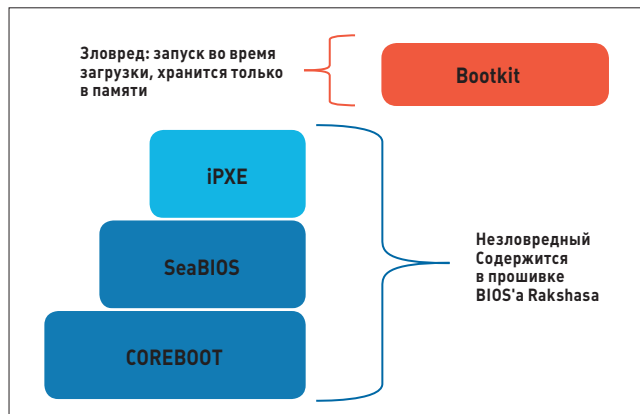 Зловред: запуск во время
загрузки, хранится только
в памяти
Bootkit
iPXE
SeaBIOS
COREBOOT
Незловредный
Содержится
в прошивке
BIOS'a Rakshasa